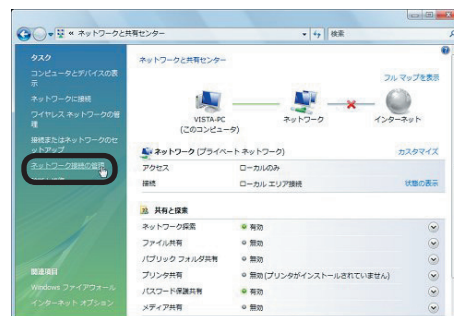 ネットワークと共有センター
検索
タスク
コンピュータとデバイスの表
示
ネットワークに接続
ワイヤレス ネットワークの管
理
接続またはネットワークのセ
ットアップ
ネットワーク接続の管理
関連項目
Windows ファイアウォール
インターネット オプション
ネットワークと共有センター
フル マップを表示
VISTA-PC
(このコンピュータ)
ネットワーク
インターネット
ネットワーク (プライベート ネットワーク)
カスタマイズ
アクセス
ローカルのみ
接続
ローカル エリア接続
状態の表示
共有と探索
ネットワーク探索
有効
ファイル共有
無効
パブリック フォルダ共有
無効
プリンタ共有
無効 (プリンタがインストールされていません)
パスワード保護共有
有効
メディア共有
無効